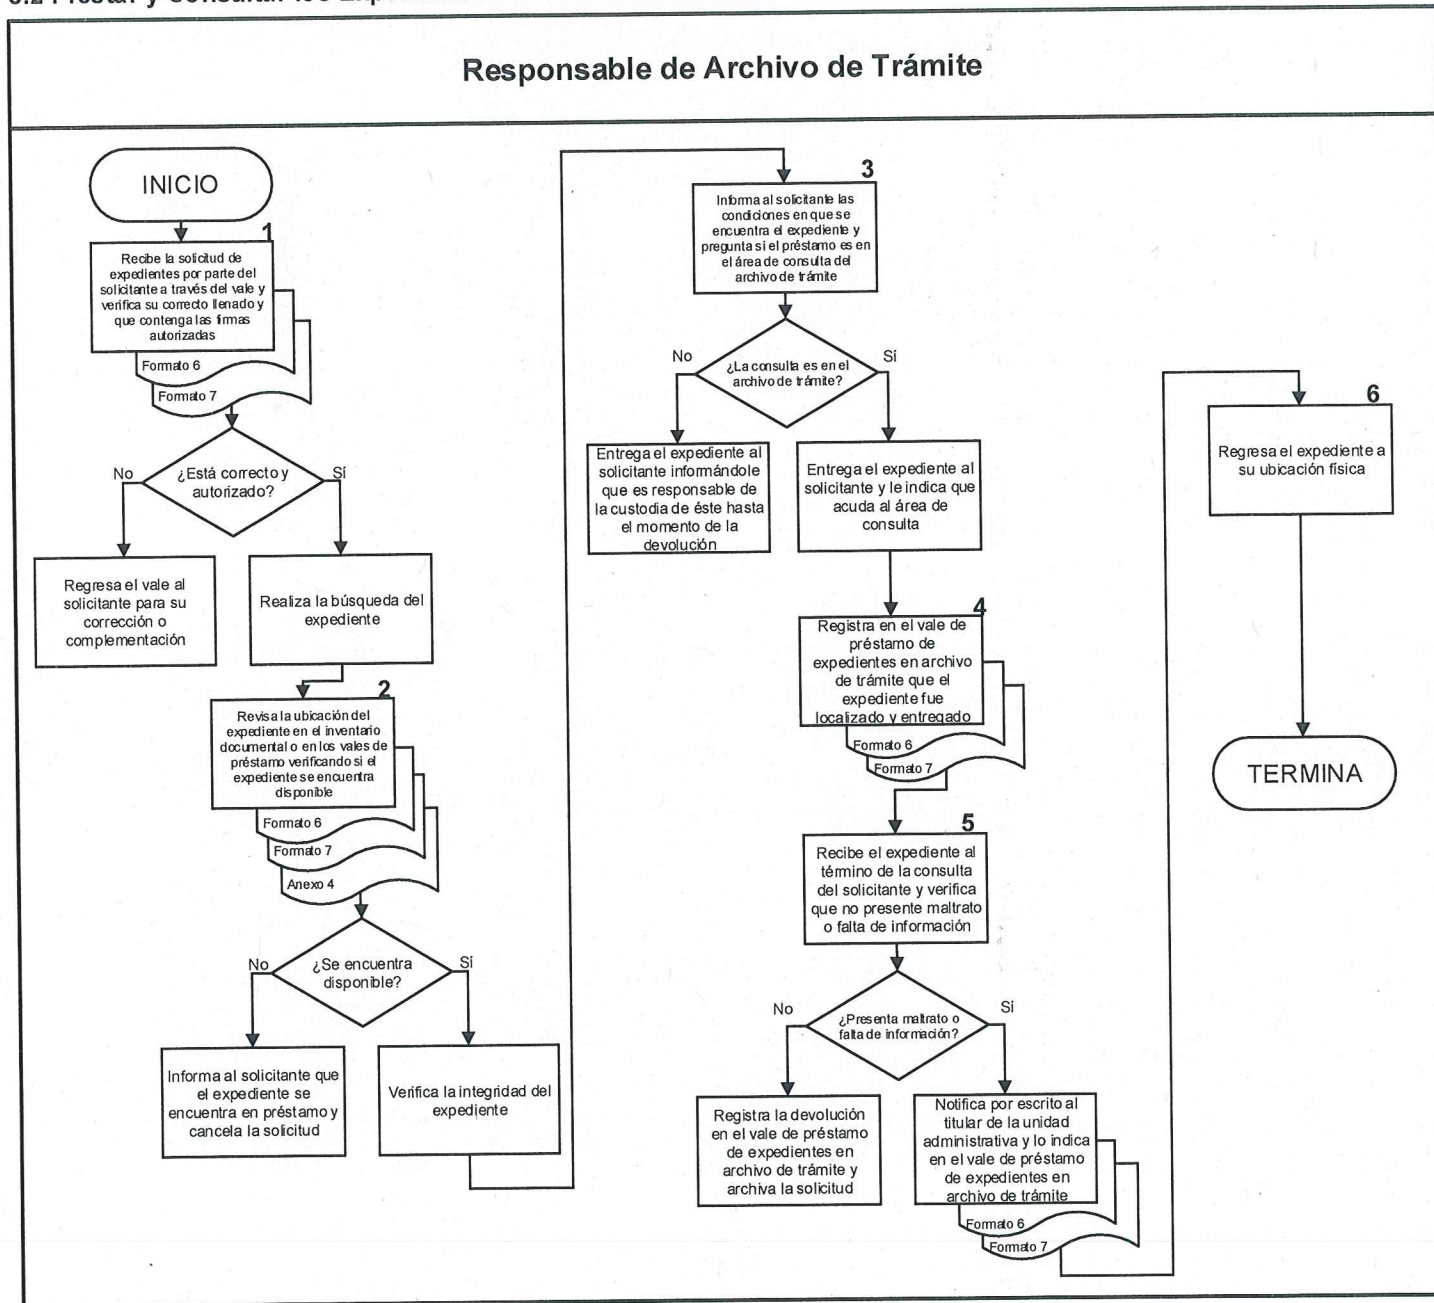 Responsable de Archivo de Trámite
INICIO
1
Recibe la solicitud de
expedientes por parte del
solicitante a través del vale y
verifica su correcto llenado y
que contenga las firmas
autorizadas
Formato 6
Formato 7
¿Está correcto y
autorizado?
No
Sí
Regresa el vale al
solicitante para su
corrección o
complementación
Realiza la búsqueda del
expediente
2
Revisa la ubicación del
expediente en el inventario
documental o en los vales de
préstamo verificando si el
expediente se encuentra
disponible
Formato 6
Formato 7
Anexo 4
¿Se encuentra
disponible?
No
Sí
Informa al solicitante que
el expediente se
encuentra en préstamo y
cancela la solicitud
Verifica la integridad del
expediente
3
Informa al solicitante las
condiciones en que se
encuentra el expediente y
pregunta si el préstamo es en
el área de consulta del
archivo de trámite
¿La consulta es en el
archivo de trámite?
No
Sí
Entrega el expediente al
solicitante informándole
que es responsable de
la custodia de éste hasta
el momento de la
devolución
Entrega el expediente al
solicitante y le indica que
acuda al área de
consulta
4
Registra en el vale de
préstamo de
expedientes en archivo
de trámite que el
expediente fue
localizado y entregado
Formato 6
Formato 7
5
Recibe el expediente al
término de la consulta
del solicitante y verifica
que no presente maltrato
o falta de información
¿Presenta maltrato o
falta de información?
No
Sí
Registra la devolución
en el vale de préstamo
de expedientes en
archivo de trámite y
archiva la solicitud
Notifica por escrito al
titular de la unidad
administrativa y lo indica
en el vale de préstamo
de expedientes en
archivo de trámite
Formato 6
Formato 7
6
Regresa el expediente a
su ubicación física
TERMINA